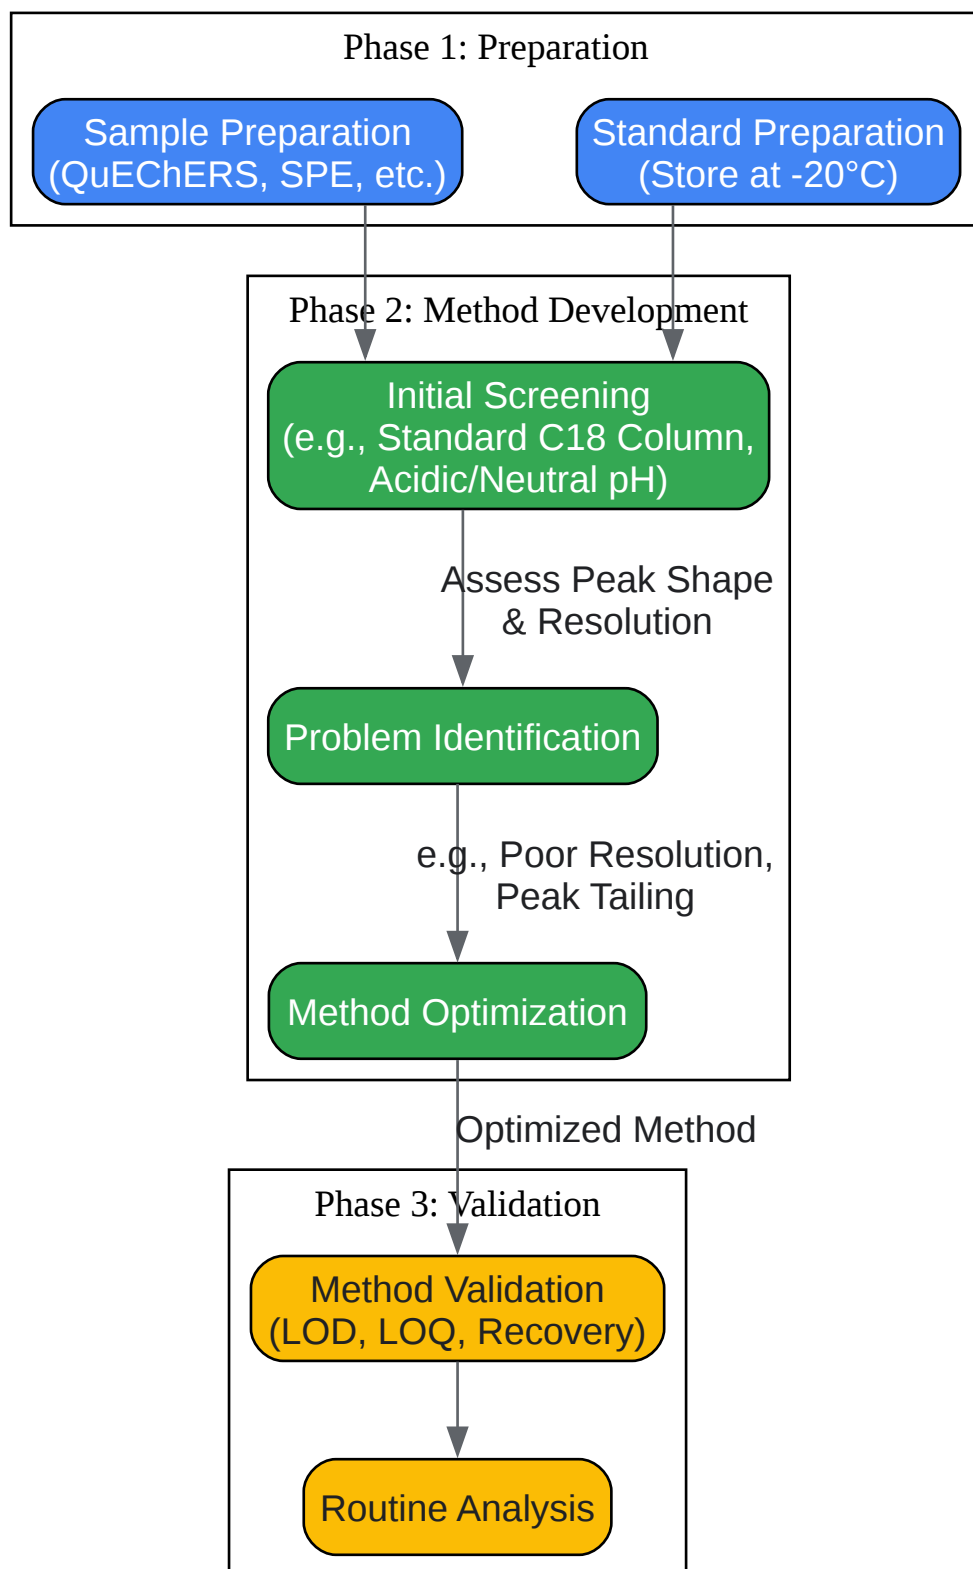 Phase 1: Preparation
Sample Preparation
(QuEChERS, SPE, etc.)
Standard Preparation
(Store at -20°C)
Phase 2: Method Development
Initial Screening
(e.g., Standard C18 Column,
Acidic/Neutral pH)
Assess Peak Shape
& Resolution
Problem Identification
e.g., Poor Resolution,
Peak Tailing
Method Optimization
Optimized Method
Phase 3: Validation
Method Validation
(LOD, LOQ, Recovery)
Routine Analysis